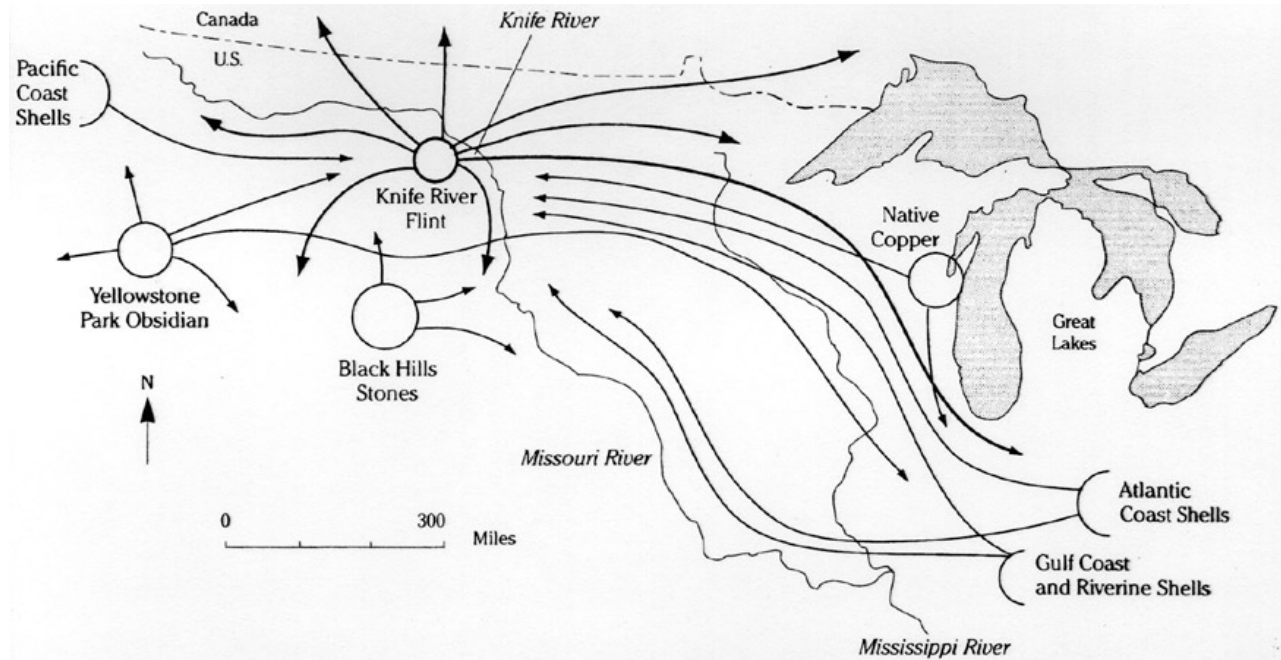 Canada
U.S.
Knife River
Pacific
Coast
Shells
Knife River
Flint
Native
Copper
Yellowstone
Park Obsidian
Great
Lakes
Black Hills
Stones
N
Missouri River
0 300
Miles
Atlantic
Coast Shells
Gulf Coast
and Riverine Shells
Mississippi River